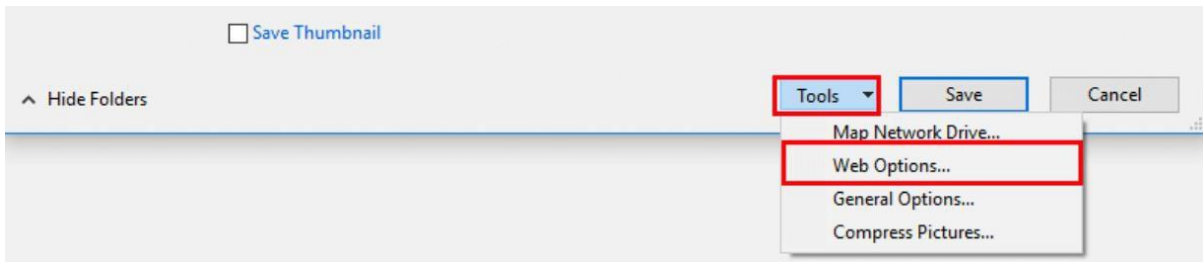 Save Thumbnail
Hide Folders
Tools Save Cancel
Map Network Drive...
Web Options...
General Options...
Compress Pictures...